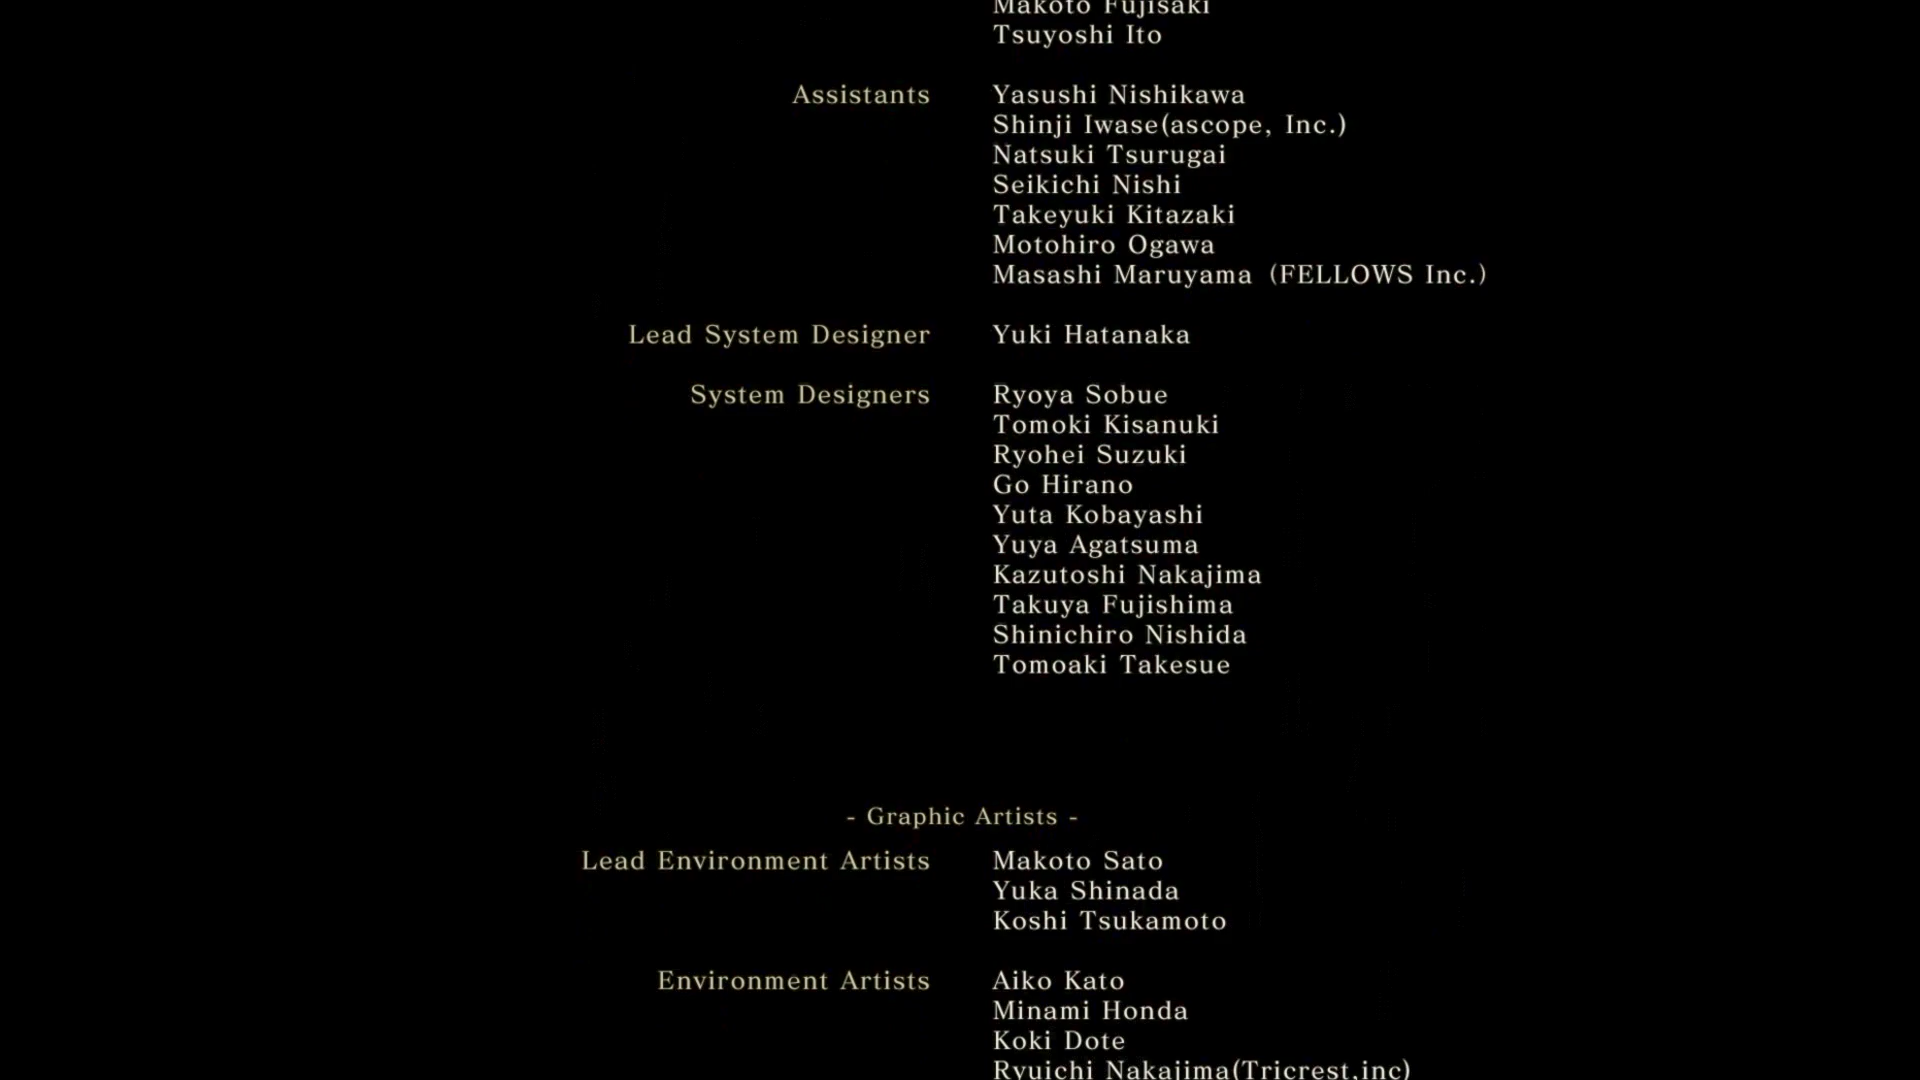 Makoto Fujisaki
Tsuyoshi Ito
Assistants Yasushi Nishikawa
Shinji Iwase(ascope, Inc.)
Natsuki Tsurugai
Seikichi Nishi
Takeyuki Kitazaki
Motohiro Ogawa
Masashi Maruyama (FELLOWS Inc.)
Lead System Designer Yuki Hatanaka
System Designers Ryoya Sobue
Tomoki Kisanuki
Ryohei Suzuki
Go Hirano
Yuta Kobayashi
Yuya Agatsuma
Kazutoshi Nakajima
Takuya Fujishima
Shinichiro Nishida
Tomoaki Takesue
- Graphic Artists -
Lead Environment Artists Makoto Sato
Yuka Shinada
Koshi Tsukamoto
Environment Artists Aiko Kato
Minami Honda
Koki Dote
Ryuichi Nakajima(Tricrest,inc)